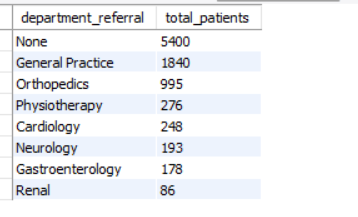 department_referral total_patients
None 5400
General Practice 1840
Orthopedics 995
Physiotherapy 276
Cardiology 248
Neurology 193
Gastroenterology 178
Renal 86